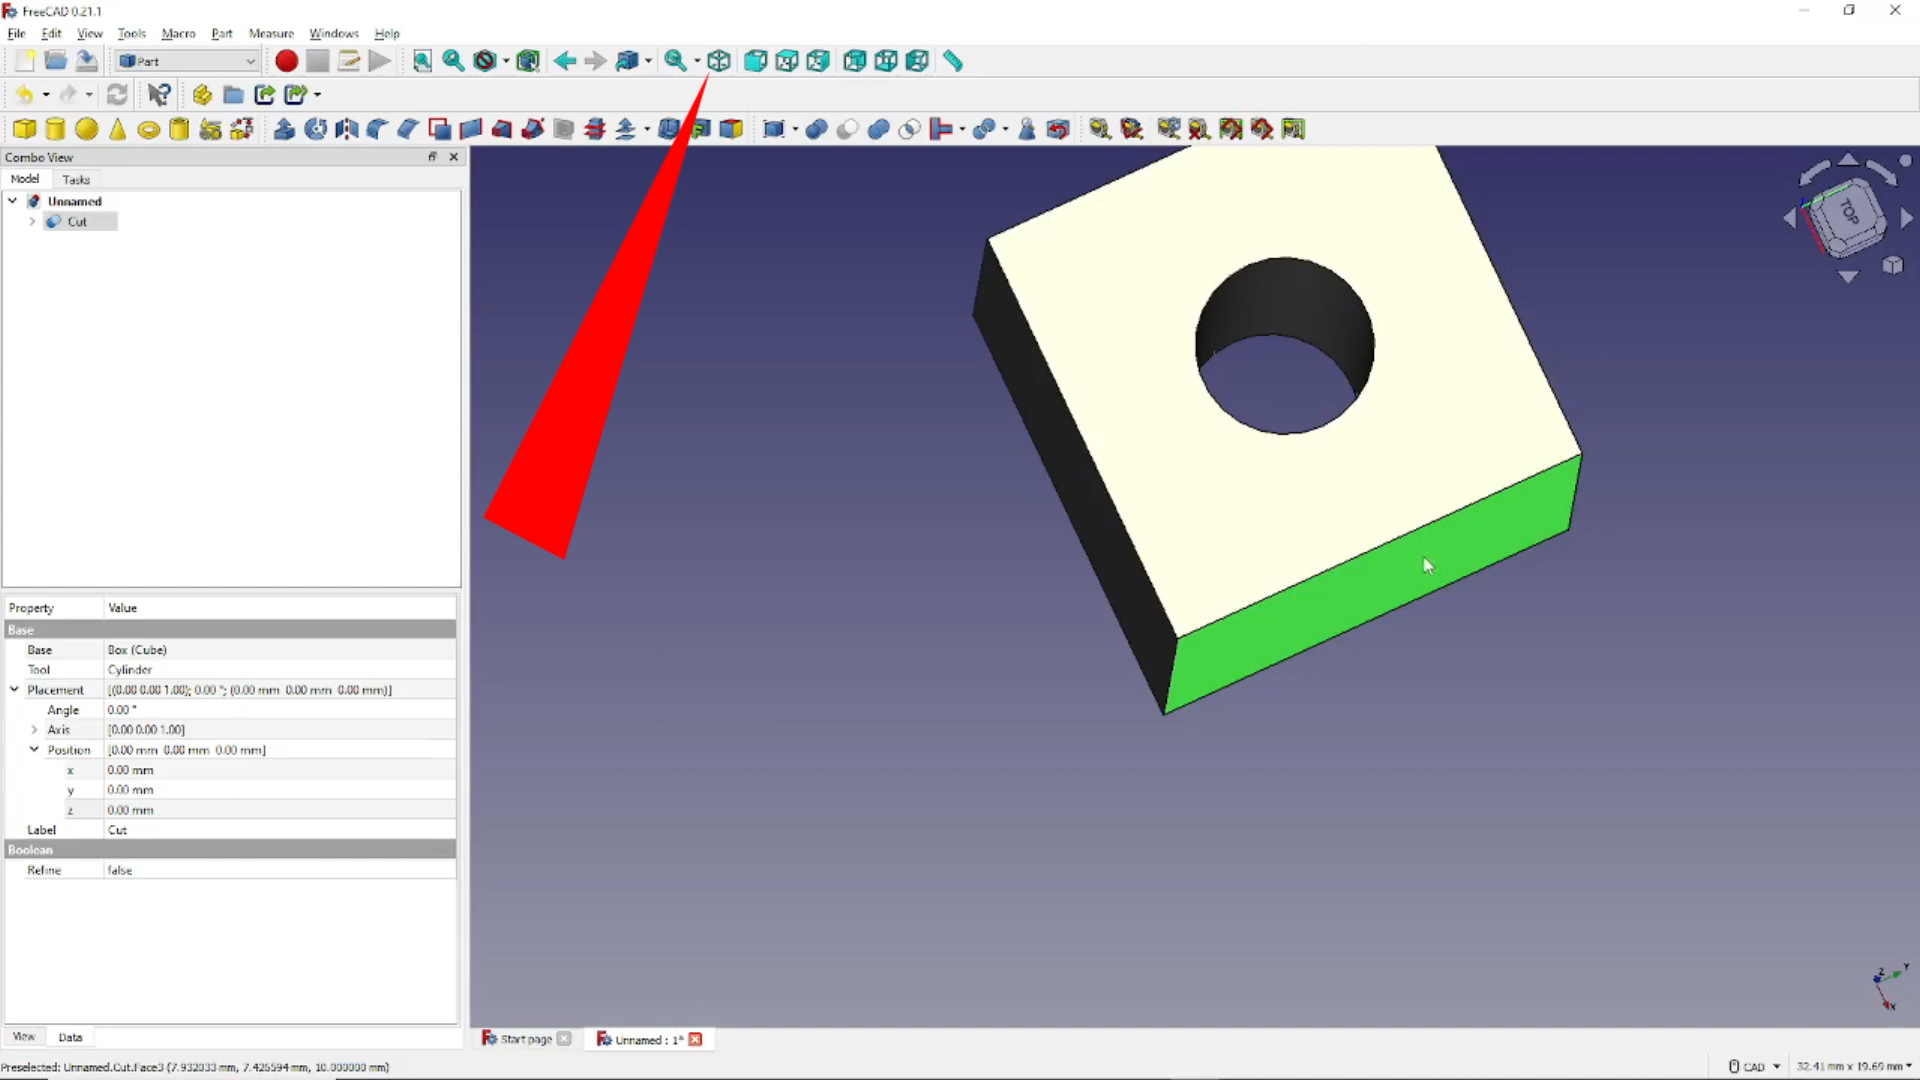 FreeCAD 0.21.1
File Edit View Tools Macro Part Measure Windows Help
Part
Combo View
Model Tasks
Unnamed
Cut
TOP
Property Value
Base
Base Box (Cube)
Tool Cylinder
Placement [(0.00 0.00 1.00); 0.00 °; (0.00 mm 0.00 mm 0.00 mm)]
Angle 0.00 °
Axis [0.00 0.00 1.00]
Position [0.00 mm 0.00 mm 0.00 mm]
x 0.00 mm
y 0.00 mm
z 0.00 mm
Label Cut
Boolean
Refine false
Z Y
X
View Data
Start page Unnamed : 1*
Preselected: Unnamed.Cut.Face3 (7.932033 mm, 7.426594 mm, 10.000000 mm)
CAD 32.41 mm x 19.69 mm